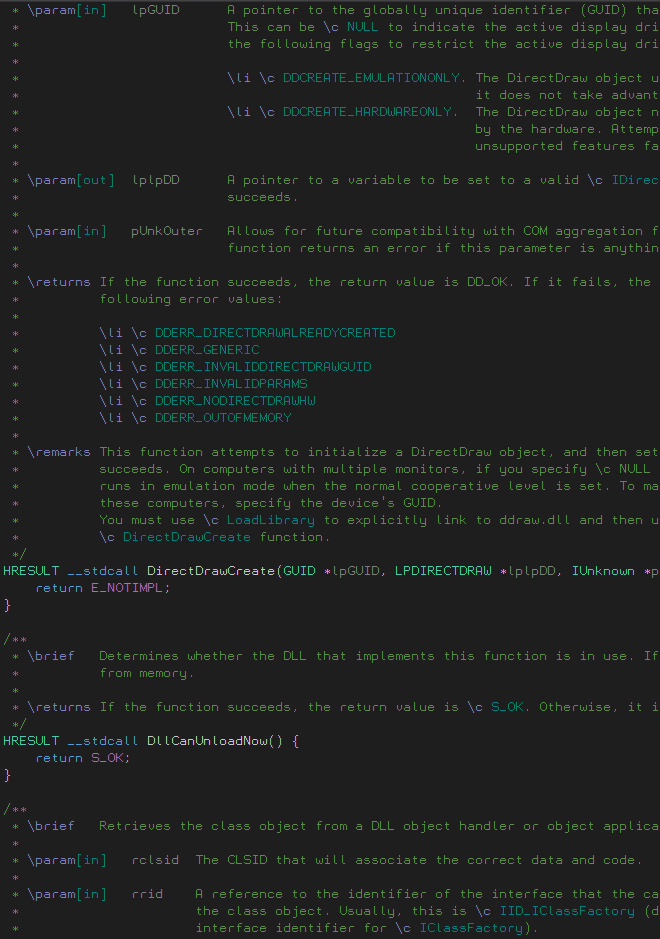 * \param[in]   lpGUID      A pointer to the globally unique identifier (GUID) tha
*                          This can be \c NULL to indicate the active display dri
*                          the following flags to restrict the active display dri
*
*                          \li \c DDCREATE_EMULATIONONLY. The DirectDraw object u
*                                                         it does not take advant
*                          \li \c DDCREATE_HARDWAREONLY.  The DirectDraw object n
*                                                         by the hardware. Attemp
*                                                         unsupported features fa
*
* \param[out]  lplpDD      A pointer to a variable to be set to a valid \c IDirec
*                          succeeds.
*
* \param[in]   pUnkOuter   Allows for future compatibility with COM aggregation f
*                          function returns an error if this parameter is anythin
*
* \returns If the function succeeds, the return value is DD_OK. If it fails, the
*          following error values:
*
*          \li \c DDERR_DIRECTDRAWALREADYCREATED
*          \li \c DDERR_GENERIC
*          \li \c DDERR_INVALIDDIRECTDRAWGUID
*          \li \c DDERR_INVALIDPARAMS
*          \li \c DDERR_NODIRECTDRAWHW
*          \li \c DDERR_OUTOFMEMORY
*
* \remarks This function attempts to initialize a DirectDraw object, and then set
*          succeeds. On computers with multiple monitors, if you specify \c NULL
*          runs in emulation mode when the normal cooperative level is set. To ma
*          these computers, specify the device's GUID.
*          You must use \c LoadLibrary to explicitly link to ddraw.dll and then u
*          \c DirectDrawCreate function.
*/
HRESULT __stdcall DirectDrawCreate(GUID *lpGUID, LPDIRECTDRAW *lplpDD, IUnknown *p
    return E_NOTIMPL;
}

/**
* \brief   Determines whether the DLL that implements this function is in use. If
*          from memory.
*
* \returns If the function succeeds, the return value is \c S_OK. Otherwise, it i
*/
HRESULT __stdcall DllCanUnloadNow() {
    return S_OK;
}

/**
* \brief   Retrieves the class object from a DLL object handler or object applica
*
* \param[in]   rclsid  The CLSID that will associate the correct data and code.
*
* \param[in]   rrid    A reference to the identifier of the interface that the ca
*                      the class object. Usually, this is \c IID_IClassFactory (d
*                      interface identifier for \c IClassFactory).